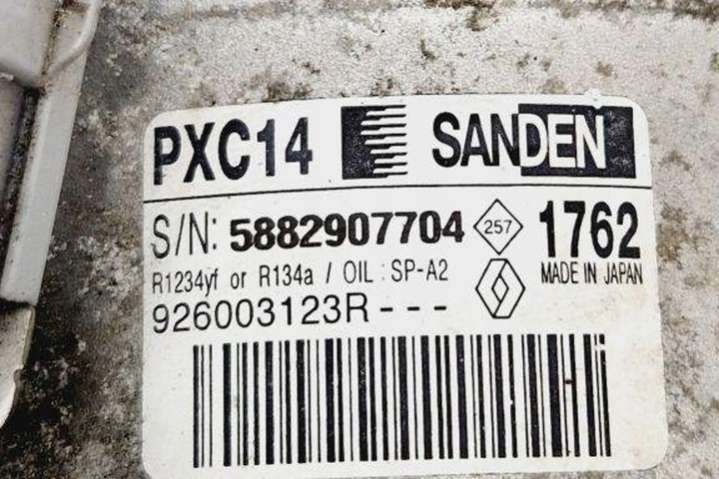 PXC14 SANDEN
S/N: 5882907704 257 1762
R1234yf or R134a / OIL : SP-A2 MADE IN JAPAN
926003123R---